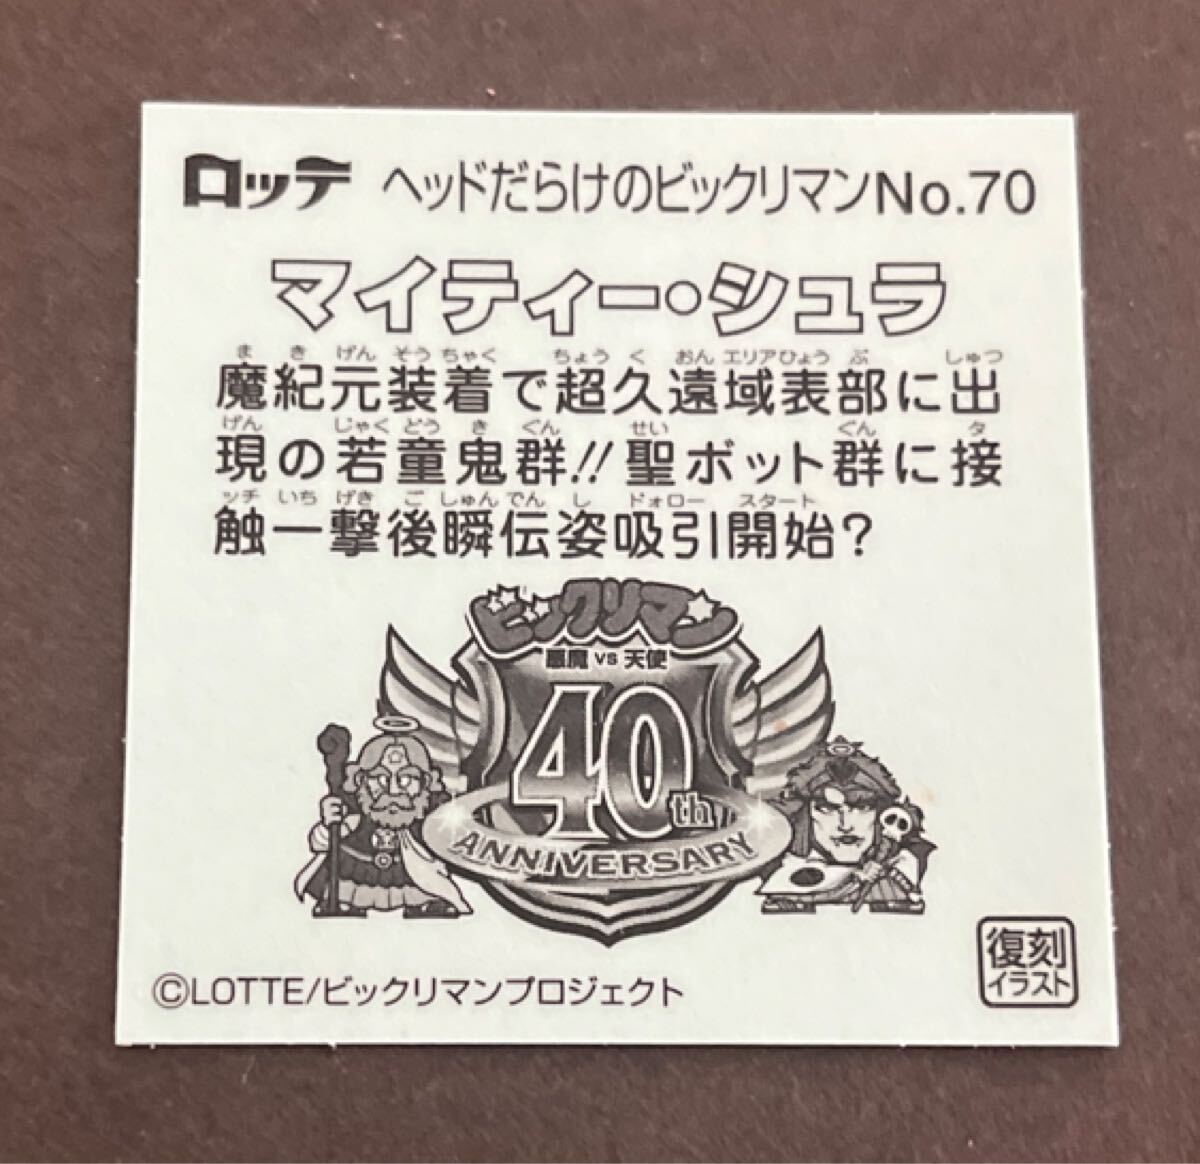 ロッテ ヘッドだらけのビックリマンNo.70
マイティー・シュラ
ま き げん そう ちゃく ちょう く おん エリア ひょう ぶ しゅつ
魔紀元装着で超久遠域表部に出
げん じゃく どう き ぐん せい ぐん タ
現の若童鬼群!!聖ボット群に接
ッチ いち げき ご しゅん でん し ドォロー スタート
触一撃後瞬伝姿吸引開始?
ビックリマン
悪魔 VS 天使
40th
ANNIVERSARY
復刻
イラスト
©LOTTE/ビックリマンプロジェクト